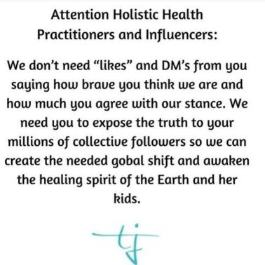 Attention Holistic Health
Practitioners and Influencers:
We don't need "likes" and DM's from you
saying how brave you think we are and
how much you agree with our stance. We
need you to expose the truth to your
millions of collective followers so we can
create the needed gobal shift and awaken
the healing spirit of the Earth and her
kids.
tj